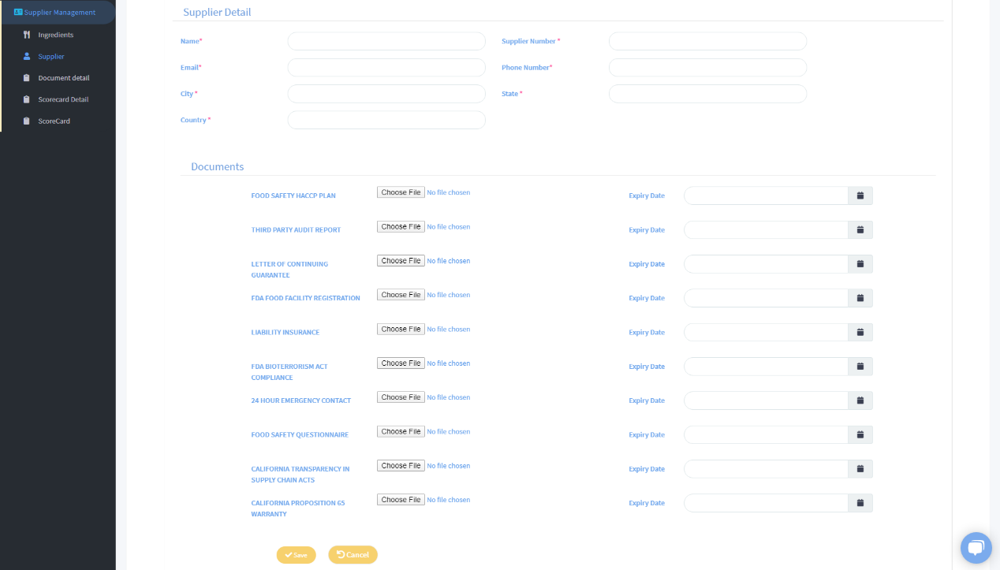 Supplier Management
Ingredients
Supplier
Document detail
Scorecard Detail
ScoreCard
Supplier Detail
Name* Supplier Number *
Email* Phone Number*
City * State *
Country *
Documents
FOOD SAFETY HACCP PLAN Choose File No file chosen Expiry Date
THIRD PARTY AUDIT REPORT Choose File No file chosen Expiry Date
LETTER OF CONTINUING Choose File No file chosen Expiry Date
GUARANTEE
FDA FOOD FACILITY REGISTRATION Choose File No file chosen Expiry Date
LIABILITY INSURANCE Choose File No file chosen Expiry Date
FDA BIOTERRORISM ACT Choose File No file chosen Expiry Date
COMPLIANCE
24 HOUR EMERGENCY CONTACT Choose File No file chosen Expiry Date
FOOD SAFETY QUESTIONNAIRE Choose File No file chosen Expiry Date
CALIFORNIA TRANSPARENCY IN Choose File No file chosen Expiry Date
SUPPLY CHAIN ACTS
CALIFORNIA PROPOSITION 65 Choose File No file chosen Expiry Date
WARRANTY
Save Cancel